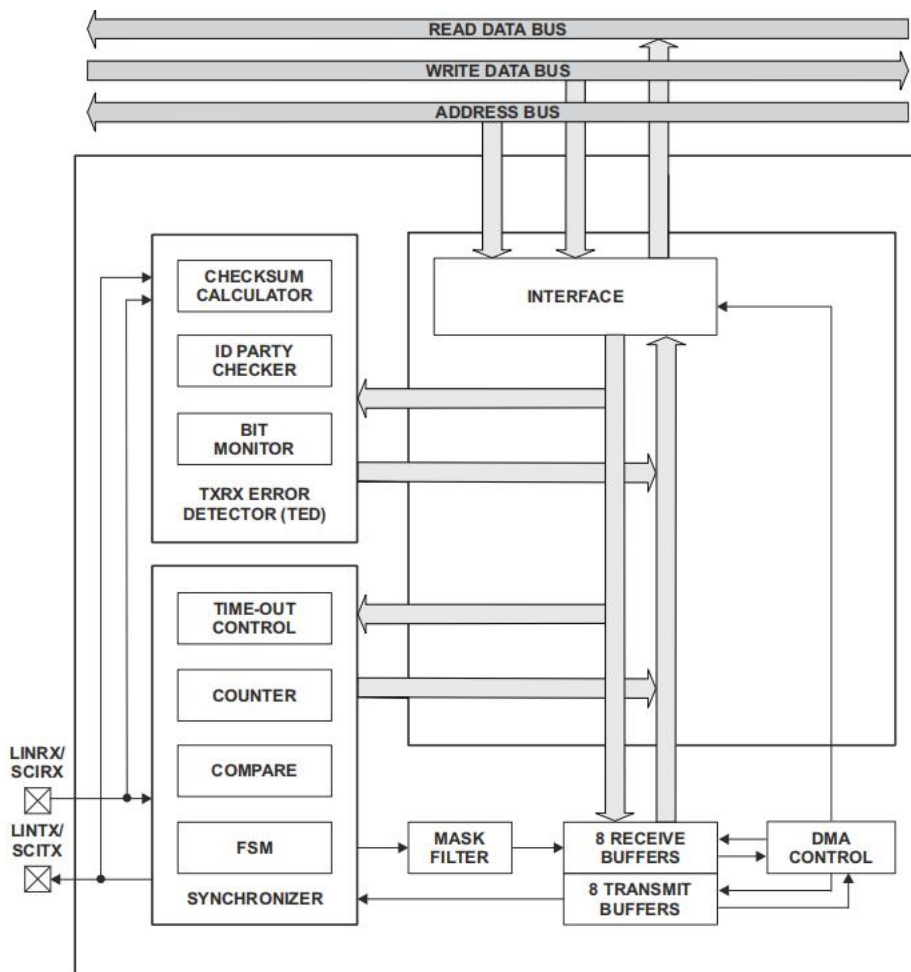 READ DATA BUS
WRITE DATA BUS
ADDRESS BUS
CHECKSUM
CALCULATOR
INTERFACE
ID PARTY
CHECKER
BIT
MONITOR
TXRX ERROR
DETECTOR (TED)
TIME-OUT
CONTROL
COUNTER
COMPARE
LINRX/
SCIRX
LINTX/
SCITX
FSM
SYNCHRONIZER
MASK
FILTER
8 RECEIVE
BUFFERS
8 TRANSMIT
BUFFERS
DMA
CONTROL